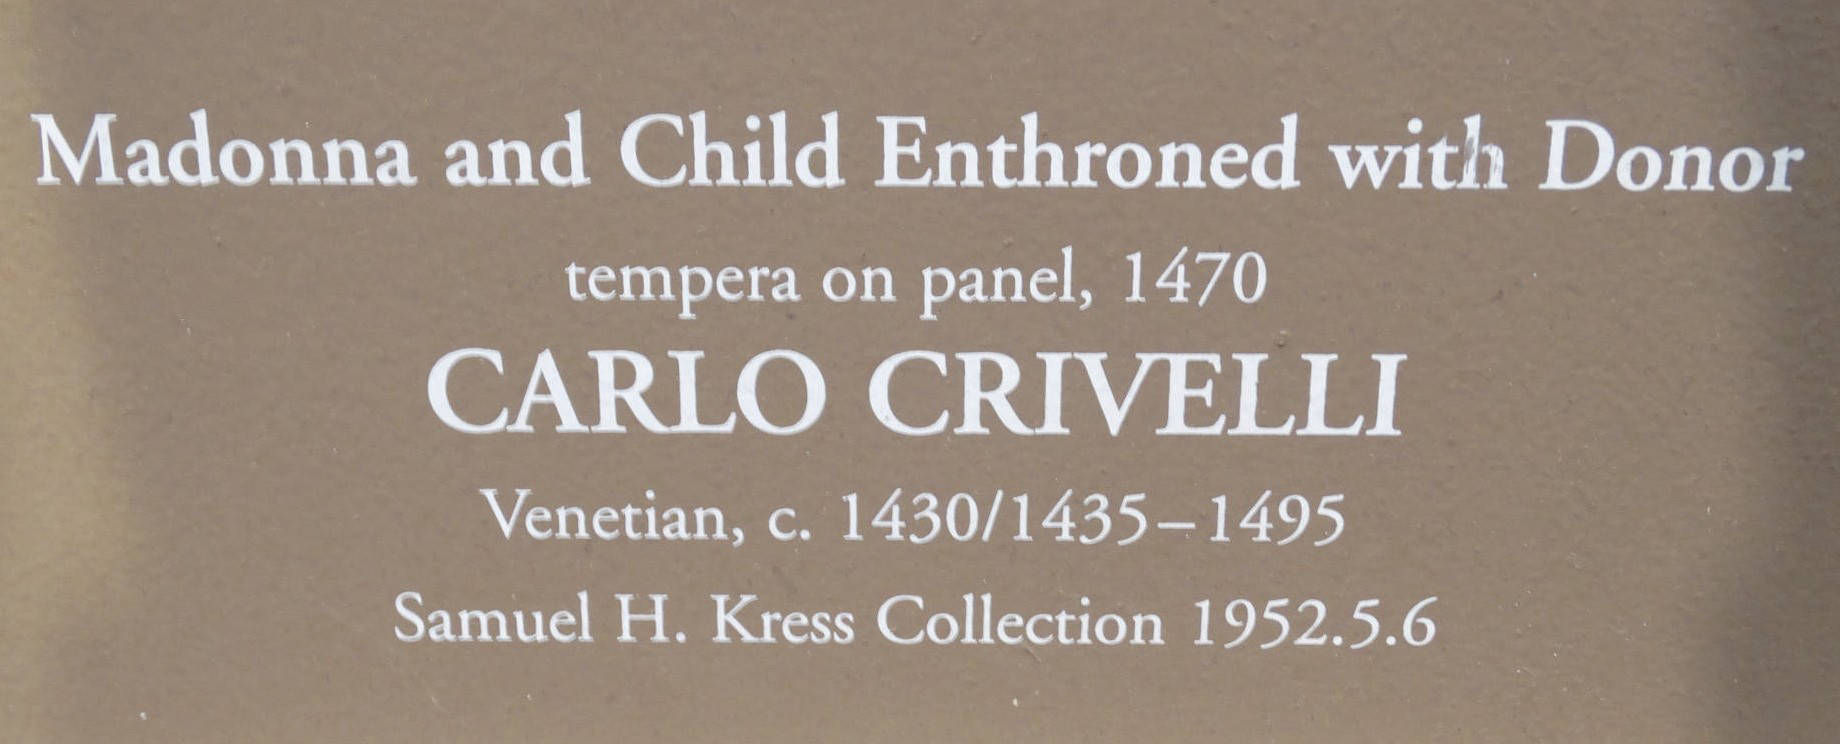 Madonna and Child Enthroned with Donor
tempera on panel, 1470
CARLO CRIVELLI
Venetian, c. 1430/1435–1495
Samuel H. Kress Collection 1952.5.6